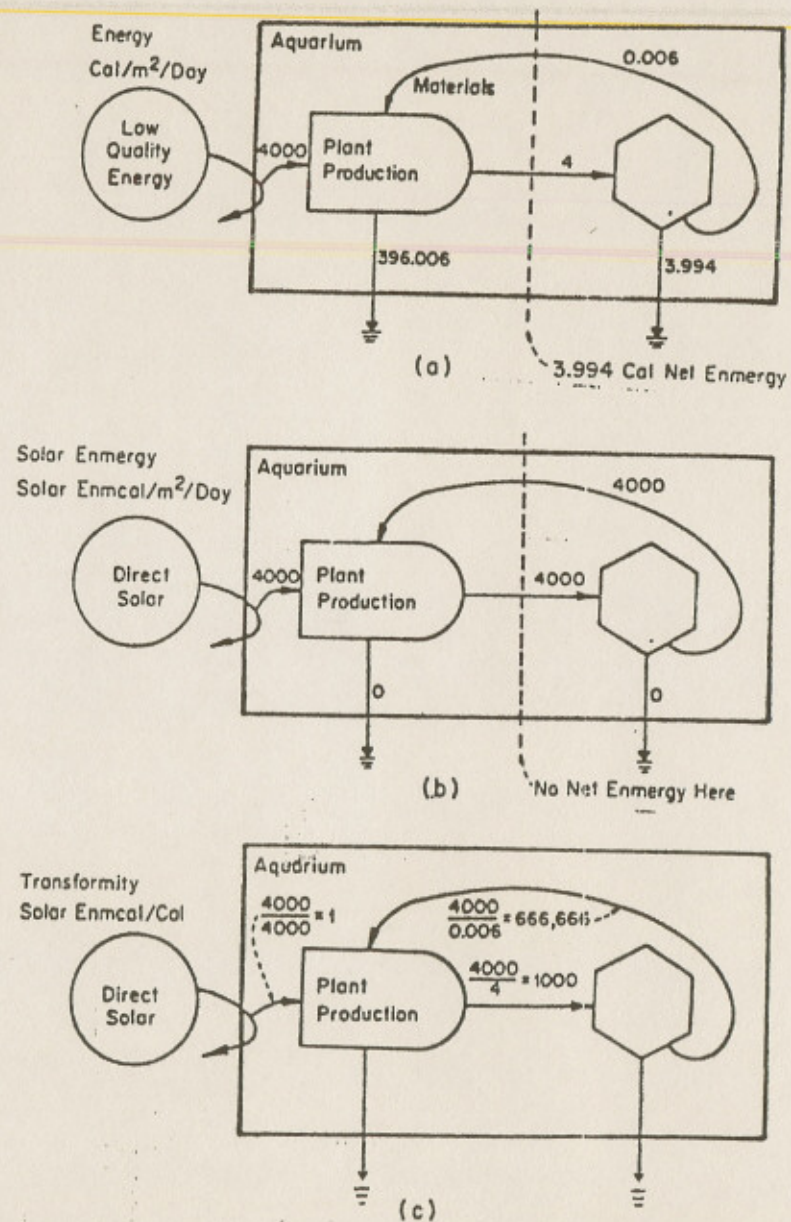 Energy
Cal/m²/Day
Low
Quality
Energy
Aquarium
0.006
Materials
4000
Plant
Production
4
396.006
3.994
(a)
3.994 Cal Net Enmergy
Solar Enmergy
Solar Enmcal/m²/Day
Direct
Solar
Aquarium
4000
4000
Plant
Production
4000
0
0
(b)
No Net Enmergy Here
Transformity
Solar Enmcal/Cal
Direct
Solar
Aquarium
4000/4000 = 1
4000/0.006 = 666,666
Plant
Production
4000/4 = 1000
(c)